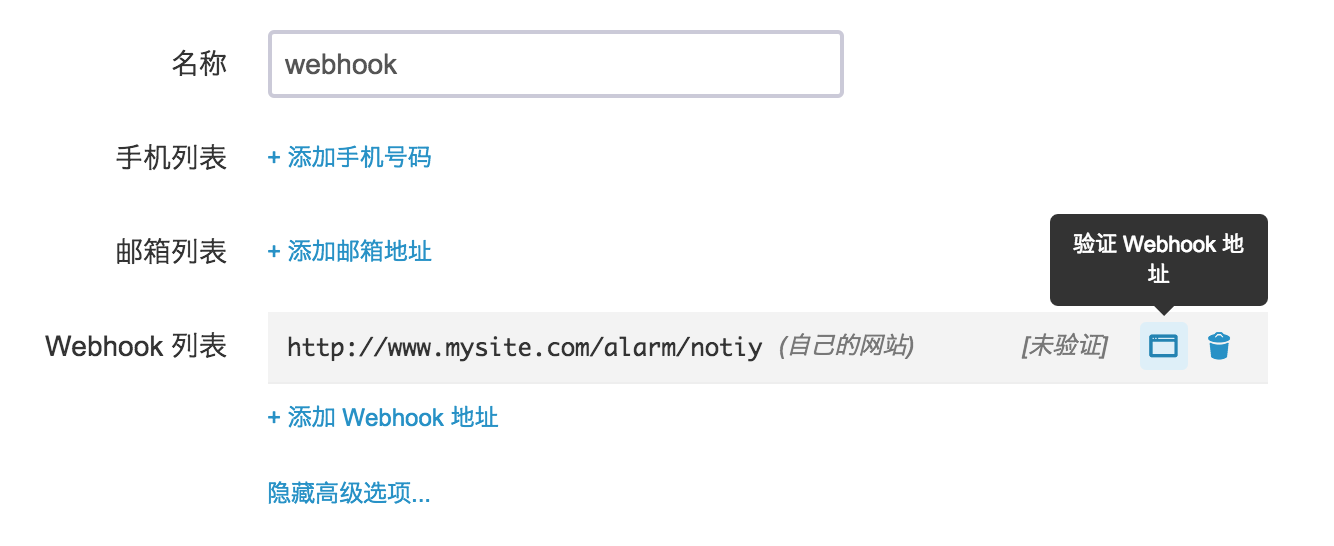 名称 webhook
手机列表 + 添加手机号码
邮箱列表 + 添加邮箱地址
验证 Webhook 地
址
Webhook 列表 http://www.mysite.com/alarm/notiy (自己的网站) [未验证]
+ 添加 Webhook 地址
隐藏高级选项...